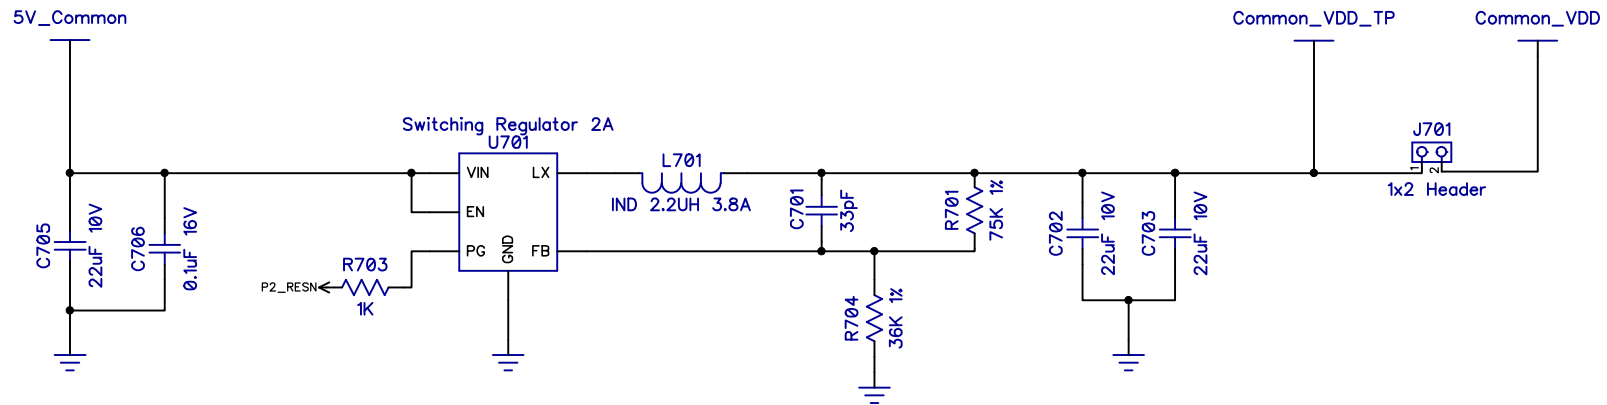 5V_Common
Common_VDD_TP
Common_VDD
Switching Regulator 2A
U701
J701
1
2
1x2 Header
VIN
LX
EN
PG
GND
FB
L701
IND 2.2UH 3.8A
C701
33pF
R701
75K 1%
C702
22uF 10V
C703
22uF 10V
C705
22uF 10V
C706
0.1uF 16V
R703
1K
P2_RESN
R704
36K 1%